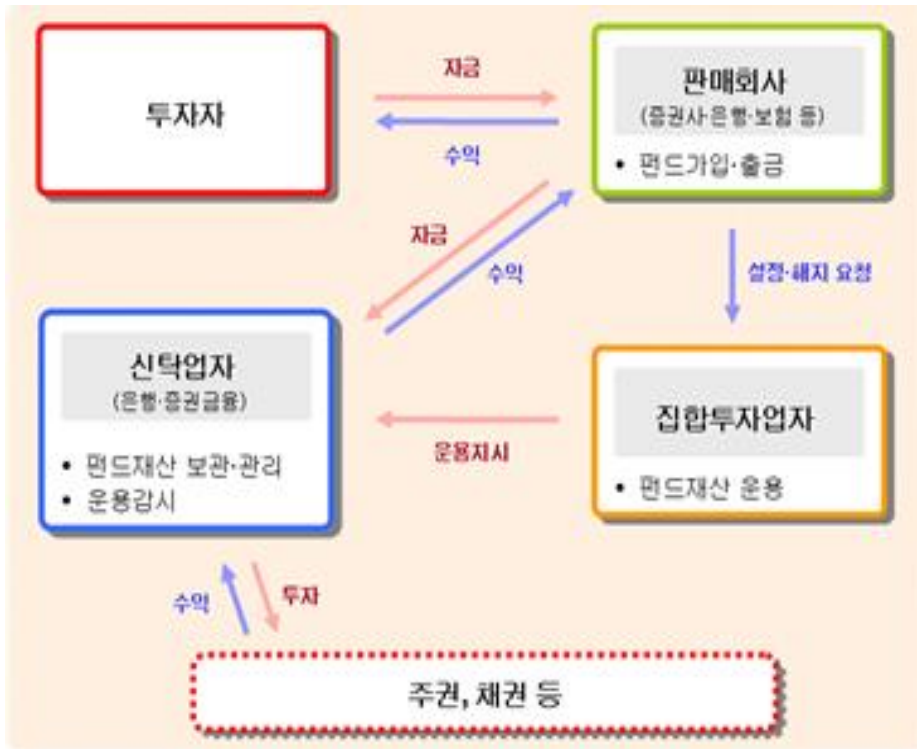 투자자
자금
수익
판매회사
(증권사·은행·보험 등)
• 펀드가입·출금
자금
수익
설정·해지 요청
신탁업자
(은행·증권금융)
• 펀드재산 보관·관리
• 운용감시
운용지시
집합투자업자
• 펀드재산 운용
수익
투자
주권, 채권 등